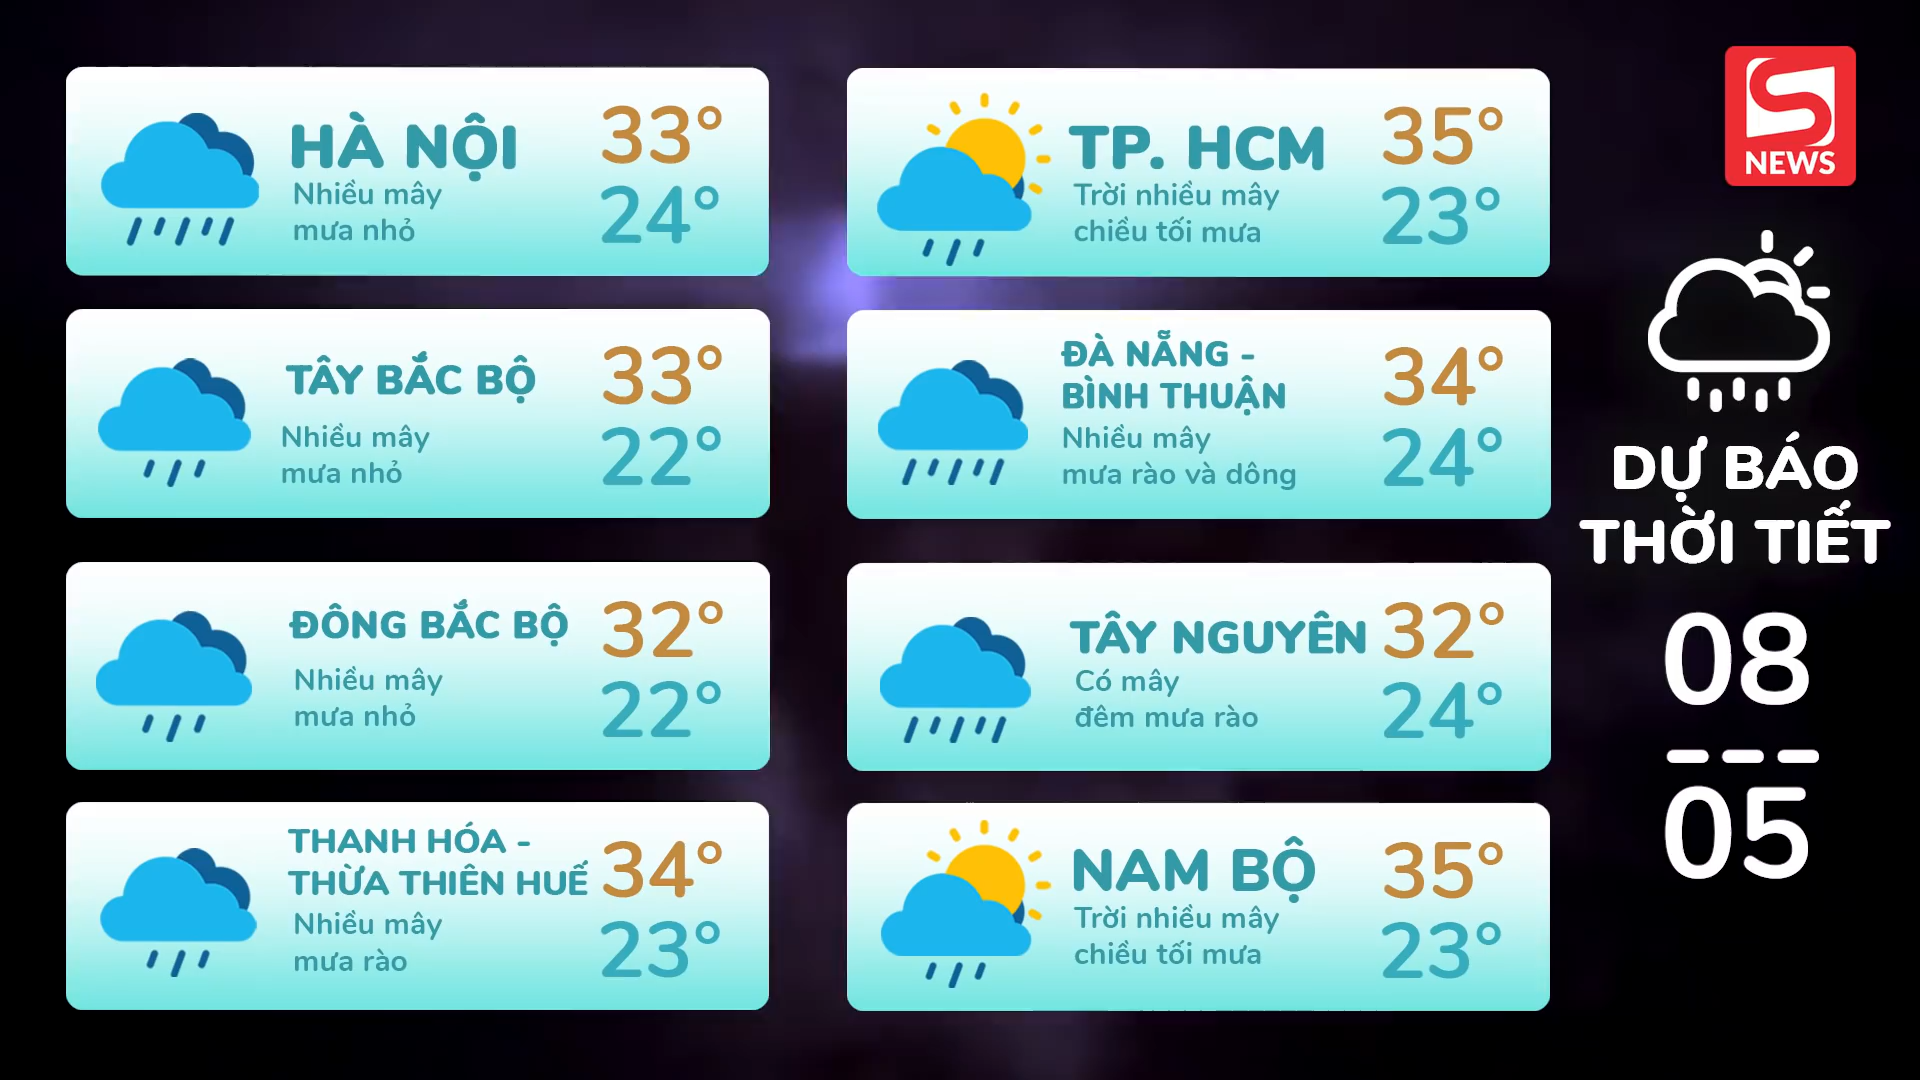 HÀ NỘI
Nhiều mây
mưa nhỏ
33°
24°
TP. HCM
Trời nhiều mây
chiều tối mưa
35°
23°
TÂY BẮC BỘ
Nhiều mây
mưa nhỏ
33°
22°
ĐÀ NẴNG -
BÌNH THUẬN
Nhiều mây
mưa rào và dông
34°
24°
ĐÔNG BẮC BỘ
Nhiều mây
mưa nhỏ
32°
22°
TÂY NGUYÊN
Có mây
đêm mưa rào
32°
24°
THANH HÓA -
THỪA THIÊN HUẾ
Nhiều mây
mưa rào
34°
23°
NAM BỘ
Trời nhiều mây
chiều tối mưa
35°
23°
S
NEWS
DỰ BÁO
THỜI TIẾT
08
05